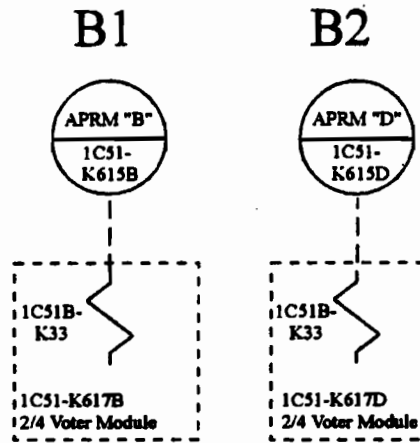 B1
B2
APRM "B"
1C51-
K615B
APRM "D"
1C51-
K615D
1C51B-
K33
1C51B-
K33
1C51-K617B
2/4 Voter Module
1C51-K617D
2/4 Voter Module